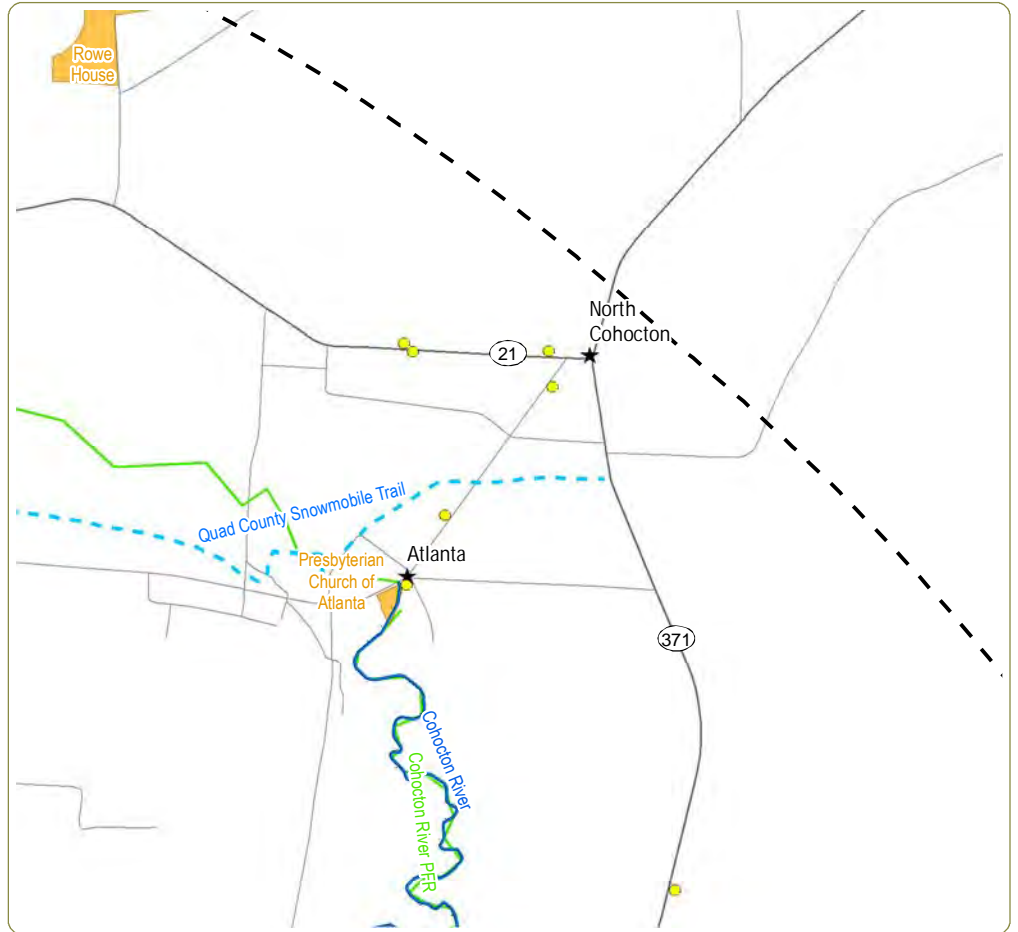 Rowe
House
North
Cohocton
21
Quad County Snowmobile Trail
Atlanta
Presbyterian
Church of
Atlanta
371
Cohocton River
Cohocton River PFR